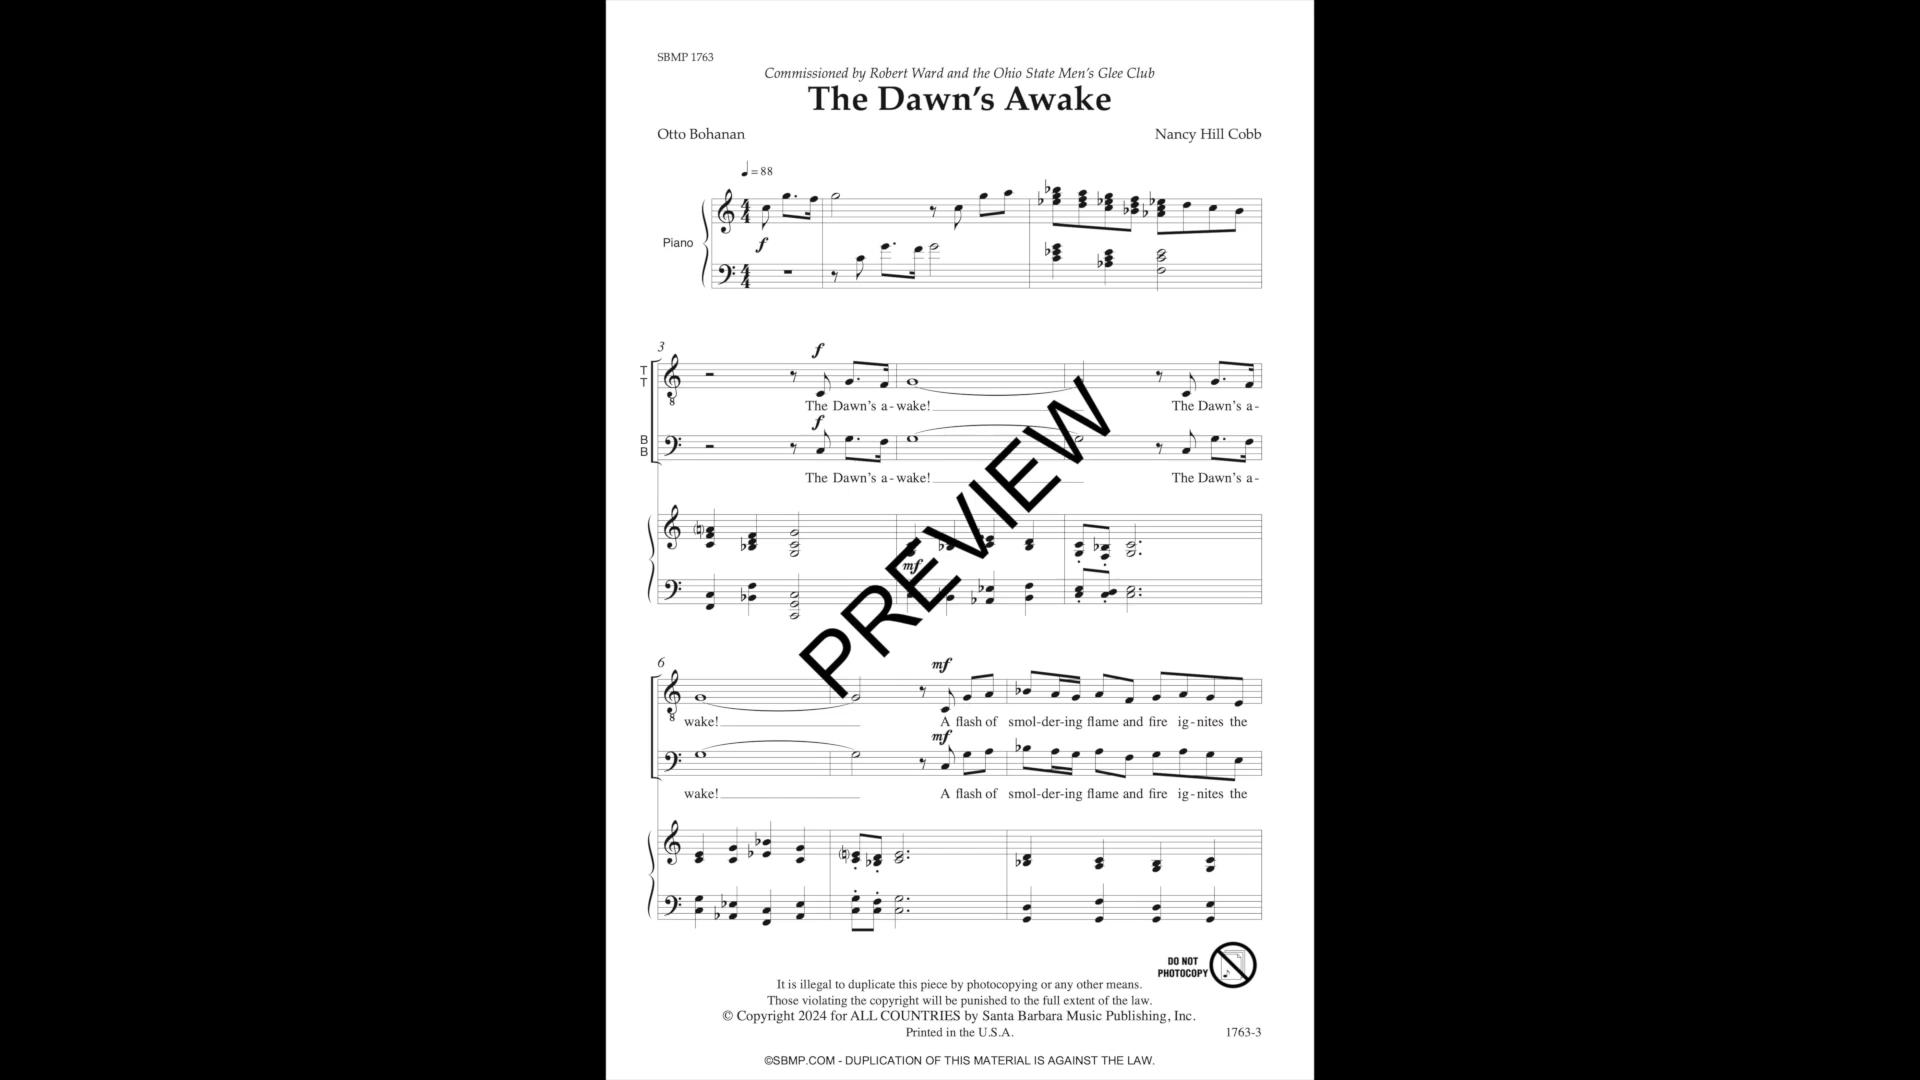 SBMP 1763
Commissioned by Robert Ward and the Ohio State Men's Glee Club
The Dawn's Awake
Otto Bohanan
Nancy Hill Cobb
= 88
Piano
f
3
f
T
T
The Dawn's a - wake! The Dawn's a -
f
B
B
The Dawn's a - wake! The Dawn's a -
mf
PREVIEW
6
mf
wake! A flash of smol-der-ing flame and fire ig-nites the
mf
wake! A flash of smol-der-ing flame and fire ig-nites the
DO NOT
PHOTOCOPY
It is illegal to duplicate this piece by photocopying or any other means.
Those violating the copyright will be punished to the full extent of the law.
© Copyright 2024 for ALL COUNTRIES by Santa Barbara Music Publishing, Inc.
Printed in the U.S.A.
1763-3
©SBMP.COM - DUPLICATION OF THIS MATERIAL IS AGAINST THE LAW.